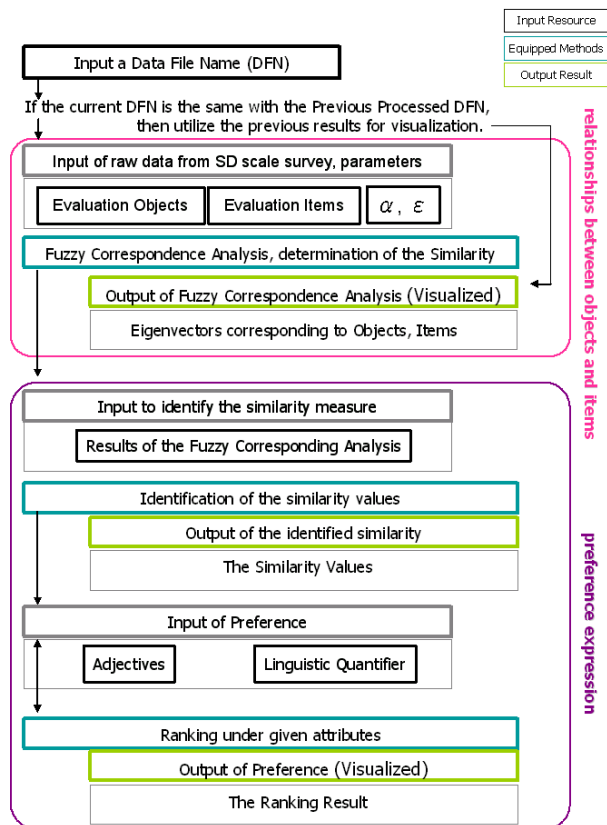 Input Resource
Equipped Methods
Output Result
Input a Data File Name (DFN)
If the current DFN is the same with the Previous Processed DFN,
then utilize the previous results for visualization.
relationships between objects and items
Input of raw data from SD scale survey, parameters
Evaluation Objects
Evaluation Items
α, ε
Fuzzy Correspondence Analysis, determination of the Similarity
Output of Fuzzy Correspondence Analysis (Visualized)
Eigenvectors corresponding to Objects, Items
preference expression
Input to identify the similarity measure
Results of the Fuzzy Corresponding Analysis
Identification of the similarity values
Output of the identified similarity
The Similarity Values
Input of Preference
Adjectives
Linguistic Quantifier
Ranking under given attributes
Output of Preference (Visualized)
The Ranking Result